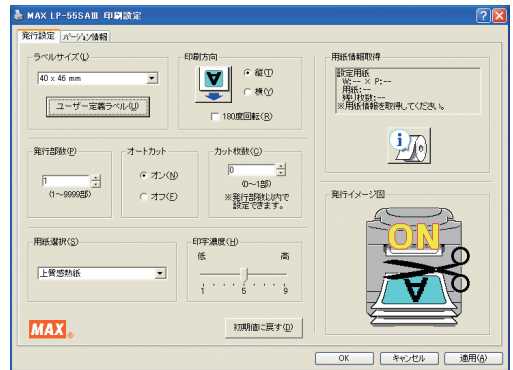 MAX LP-55SAⅢ 印刷設定
発行設定 バージョン情報
ラベルサイズ(L)
40 x 46 mm
ユーザー定義ラベル(U)
印刷方向
縦(T)
横(Y)
180度回転(R)
用紙情報取得
設定用紙
W:-- × P:--
用紙:--
残り枚数:--
※用紙情報を取得してください。
発行部数(P)
1
(1~9999部)
オートカット
オン(N)
オフ(F)
カット枚数(C)
0
(0~1部)
※発行部数以内で
設定できます。
発行イメージ図
ON
A
用紙選択(S)
上質感熱紙
印字濃度(H)
低 高
1 5 9
MAX
初期値に戻す(D)
OK キャンセル 適用(A)